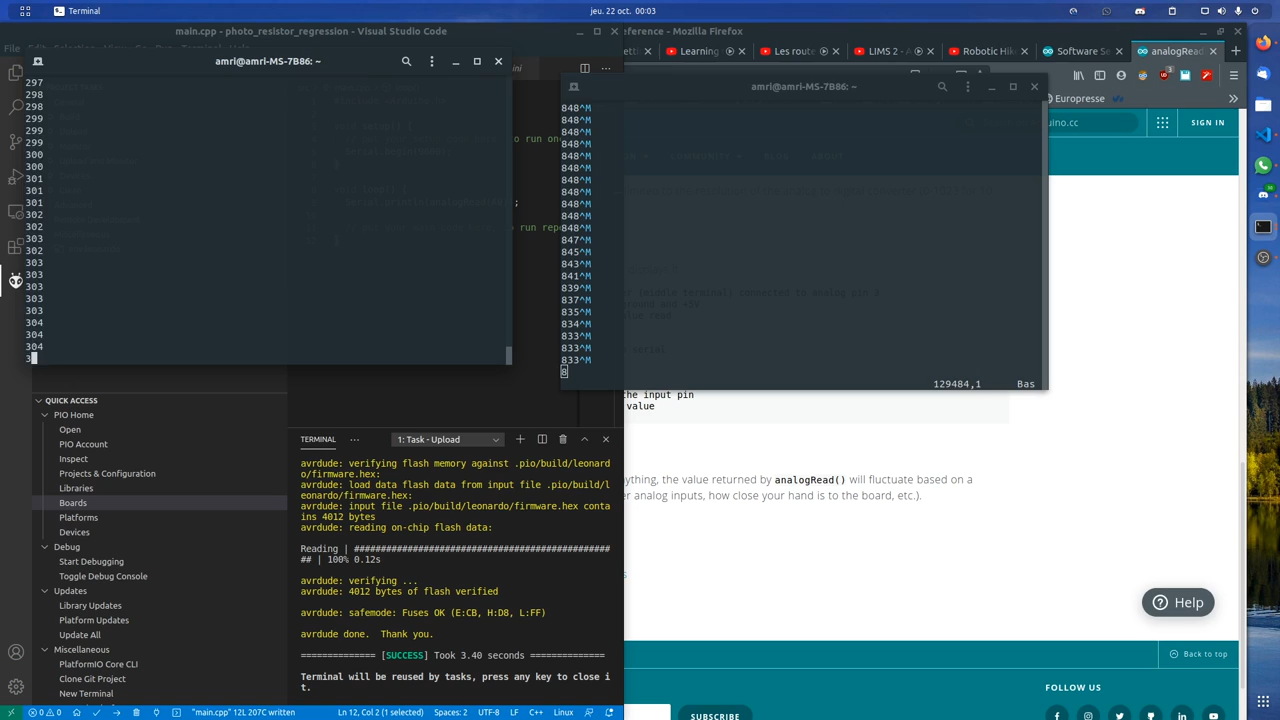 Terminal
jeu. 22 oct. 00:03
main.cpp - photo_resistor_regression - Visual Studio Code
eference - Mozilla Firefox
File
Learning
Les route
LIMS 2 - A
Robotic Hik
Software Se
analogRead
amri@amri-MS-7B86: ~
amri@amri-MS-7B86: ~
Europresse
SIGN IN
297
298
298
299
299
299
300
300
301
301
301
302
302
303
302
303
303
303
303
303
304
304
304
3
848^M
848^M
848^M
848^M
848^M
848^M
848^M
848^M
848^M
848^M
848^M
847^M
845^M
843^M
841^M
839^M
837^M
835^M
834^M
833^M
833^M
833^M
8
129484,1 Bas
the input pin
value
QUICK ACCESS
PIO Home
Open
PIO Account
Inspect
Projects & Configuration
Libraries
Boards
Platforms
Devices
Debug
Start Debugging
Toggle Debug Console
Updates
Library Updates
Platform Updates
Update All
Miscellaneous
PlatformIO Core CLI
Clone Git Project
New Terminal
TERMINAL
1: Task - Upload
avrdude: verifying flash memory against .pio/build/leonard
o/firmware.hex:
avrdude: load data flash data from input file .pio/build/l
eonardo/firmware.hex:
avrdude: input file .pio/build/leonardo/firmware.hex conta
ins 4012 bytes
avrdude: reading on-chip flash data:
Reading | ################################################
## | 100% 0.12s
avrdude: verifying ...
avrdude: 4012 bytes of flash verified
avrdude: safemode: Fuses OK (E:CB, H:D8, L:FF)
avrdude done.  Thank you.
============== [SUCCESS] Took 3.40 seconds ==============
Terminal will be reused by tasks, press any key to close i
t.
ything, the value returned by analogRead() will fluctuate based on a
er analog inputs, how close your hand is to the board, etc.).
Help
Back to top
FOLLOW US
SUBSCRIBE
0 0
"main.cpp" 12L 207C written
Ln 12, Col 2 (1 selected)
Spaces: 2
UTF-8
LF
C++
Linux